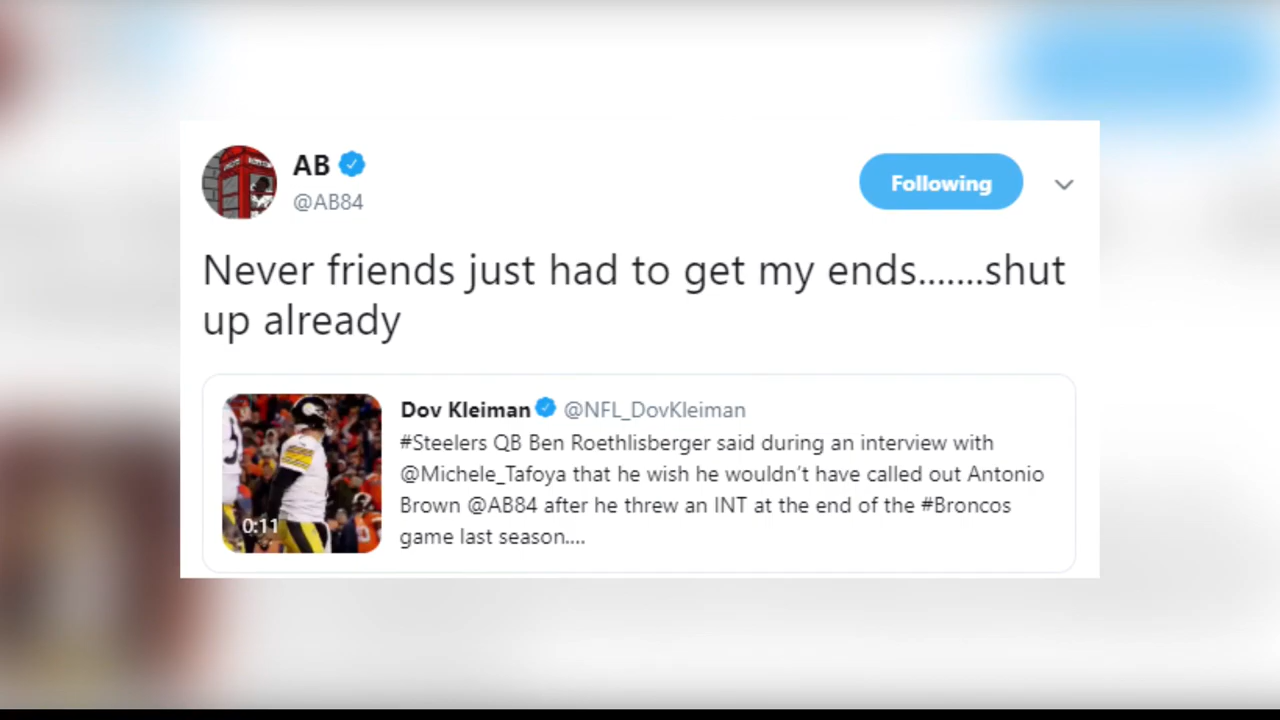 AB
@AB84
Following
Never friends just had to get my ends.......shut
up already
Dov Kleiman @NFL_DovKleiman
#Steelers QB Ben Roethlisberger said during an interview with
@Michele_Tafoya that he wish he wouldn't have called out Antonio
Brown @AB84 after he threw an INT at the end of the #Broncos
game last season....
0:11